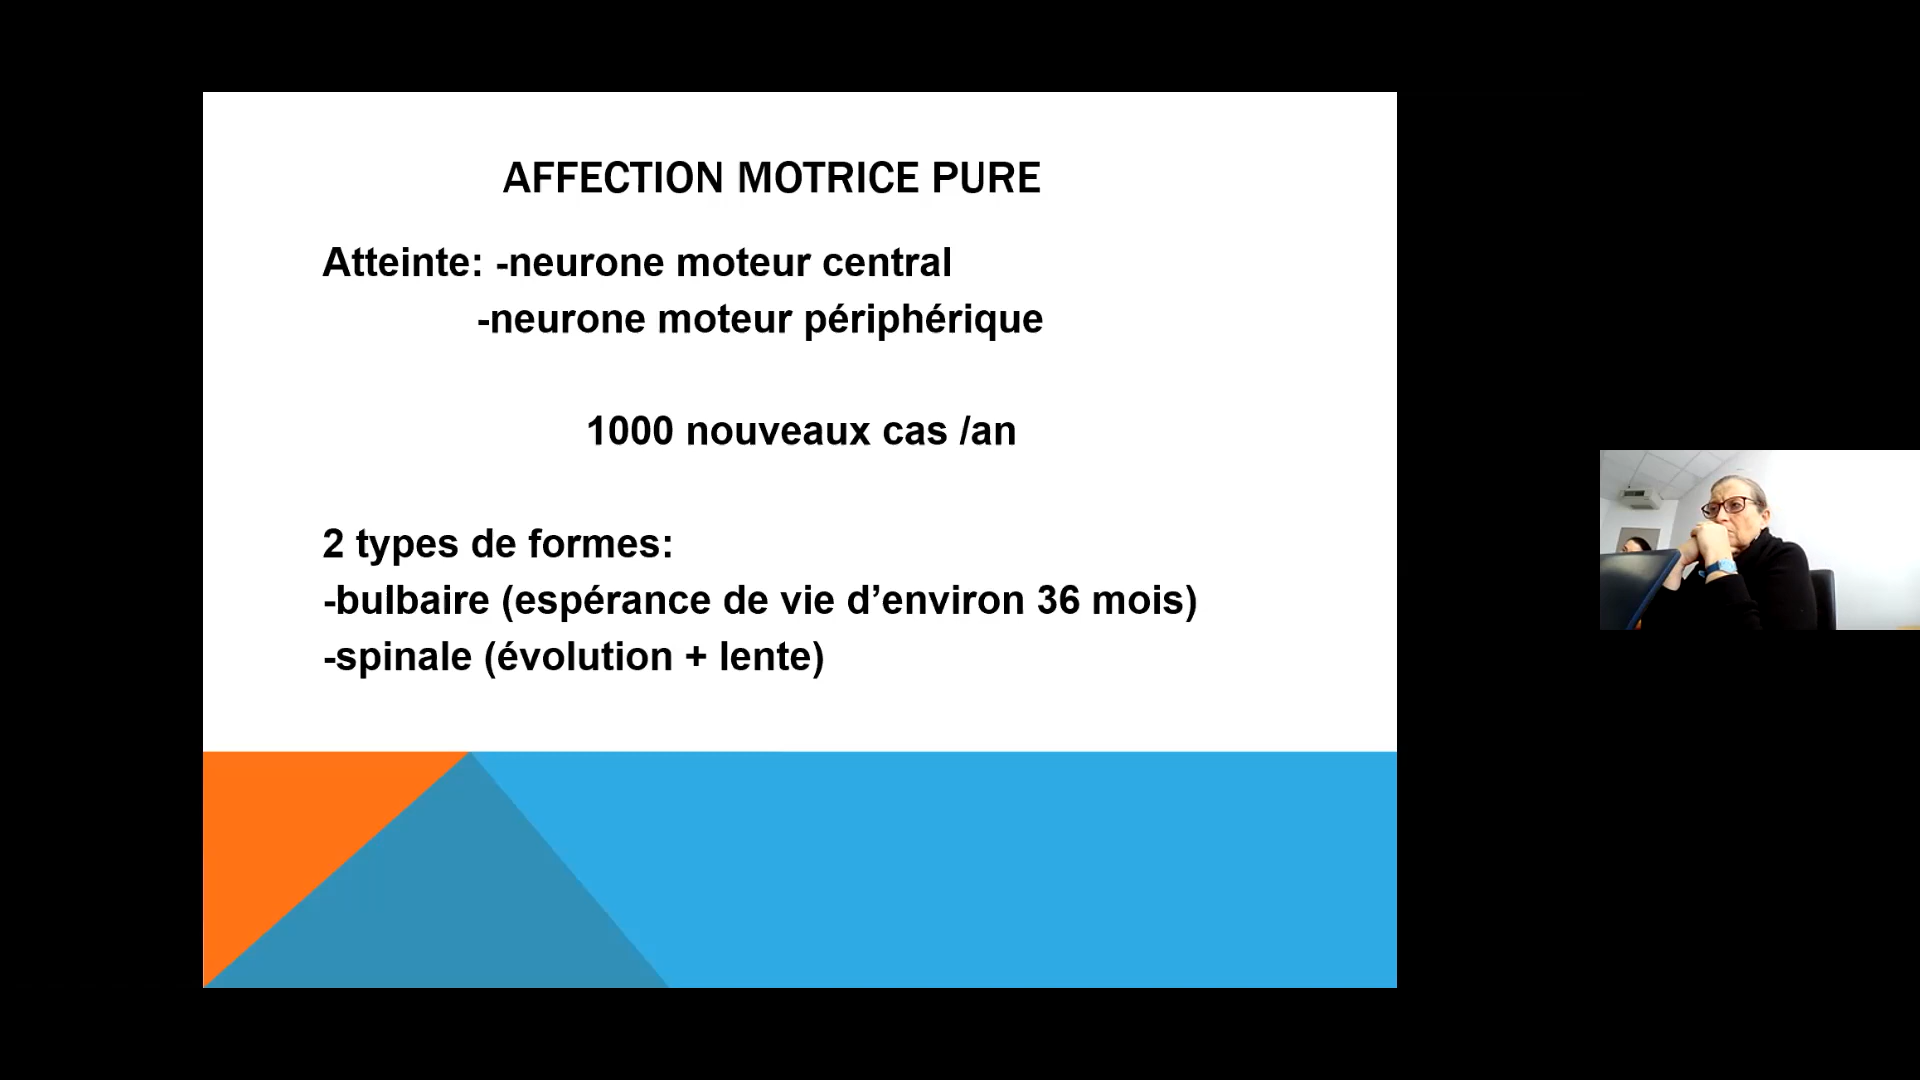 AFFECTION MOTRICE PURE
Atteinte: -neurone moteur central
-neurone moteur périphérique
1000 nouveaux cas /an
2 types de formes:
-bulbaire (espérance de vie d’environ 36 mois)
-spinale (évolution + lente)